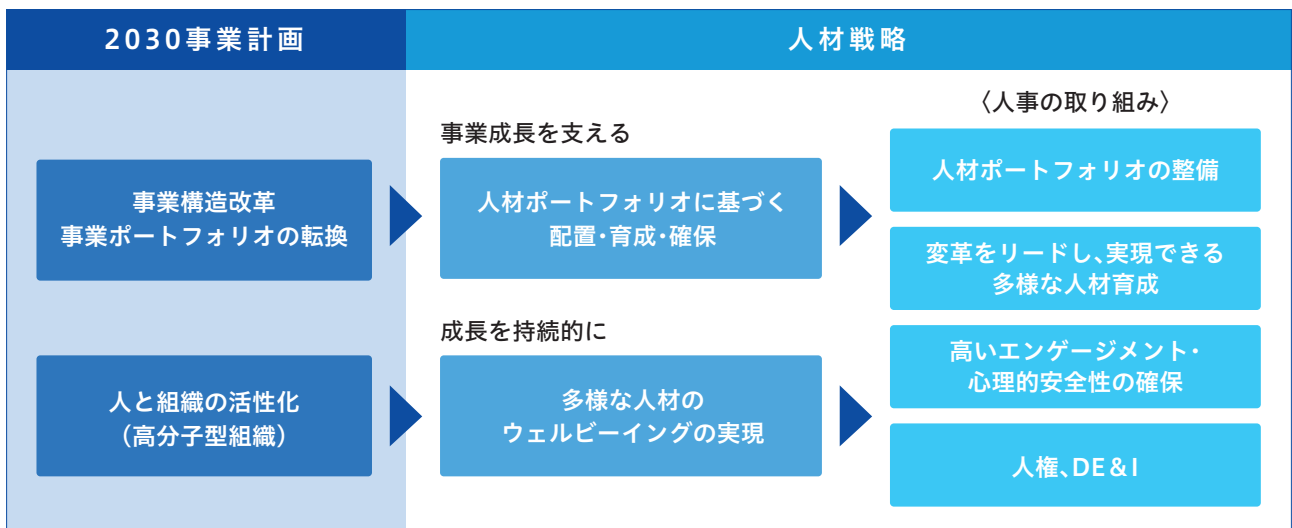 2030事業計画
人材戦略
事業構造改革
事業ポートフォリオの転換
事業成長を支える
人材ポートフォリオに基づく
配置・育成・確保
〈人事の取り組み〉
人材ポートフォリオの整備
変革をリードし、実現できる
多様な人材育成
人と組織の活性化
（高分子型組織）
成長を持続的に
多様な人材の
ウェルビーイングの実現
高いエンゲージメント・
心理的安全性の確保
人権、DE＆I